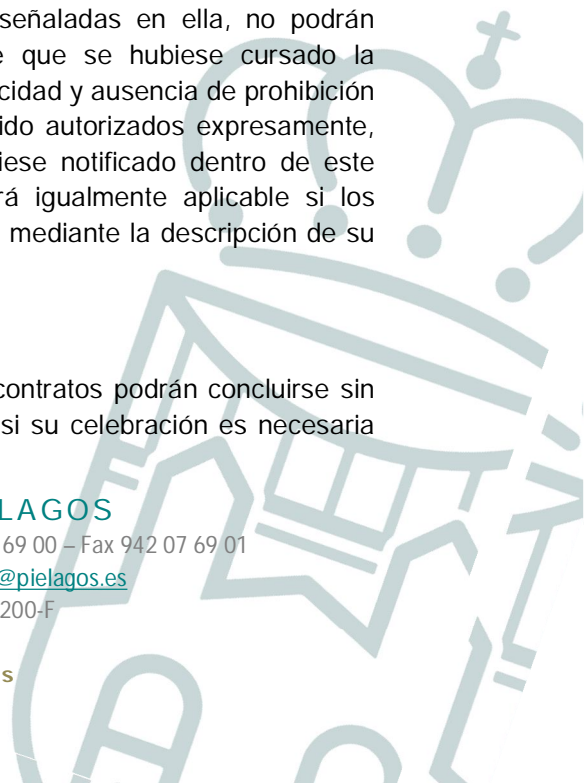 señaladas en ella, no podrán
que se hubiese cursado la
cidad y ausencia de prohibición
ido autorizados expresamente,
iese notificado dentro de este
rá igualmente aplicable si los
mediante la descripción de su
contratos podrán concluirse sin
si su celebración es necesaria
LAGOS
69 00 – Fax 942 07 69 01
@pielagos.es
200-F
s